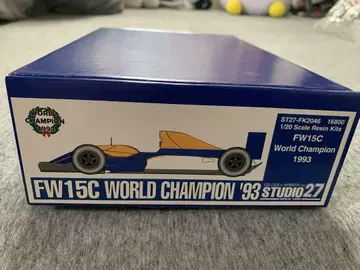 WORLD
CHAMPION
1993
ST27-FK2046 16800
1/20 Scale Resin Kits
FW15C
World Champion
1993
FW15C WORLD CHAMPION '93
STUDIO27